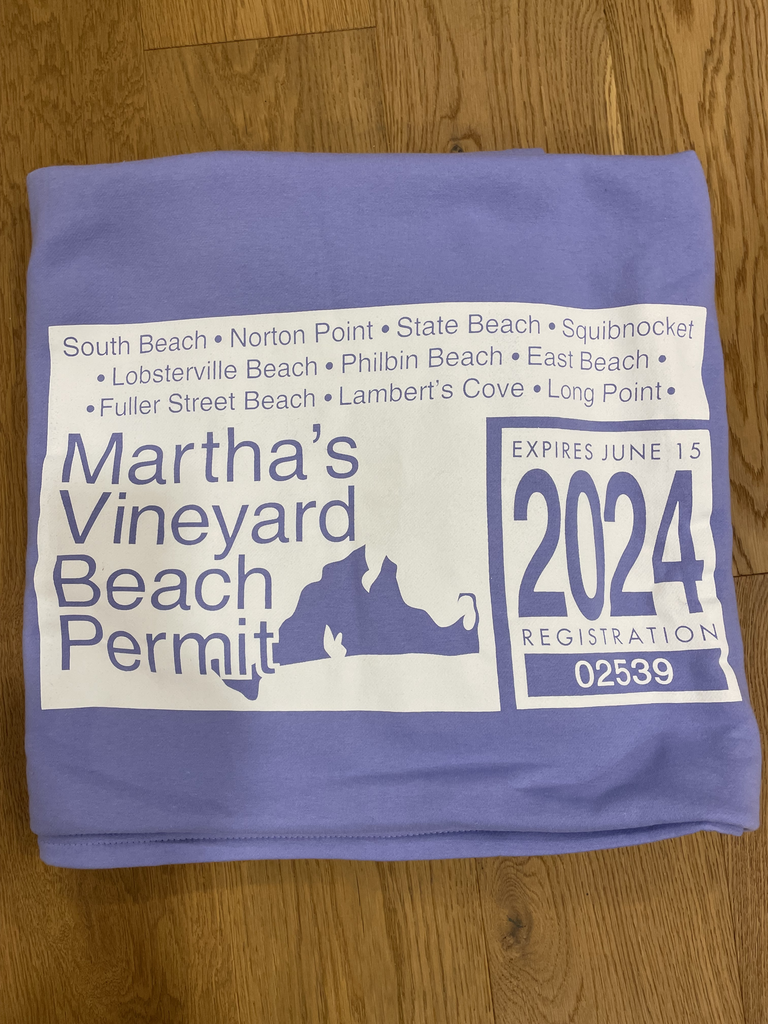 South Beach • Norton Point • State Beach • Squibnocket
• Lobsterville Beach • Philbin Beach • East Beach •
• Fuller Street Beach • Lambert's Cove • Long Point •
Martha's
Vineyard
Beach
Permit
EXPIRES JUNE 15
2024
REGISTRATION
02539